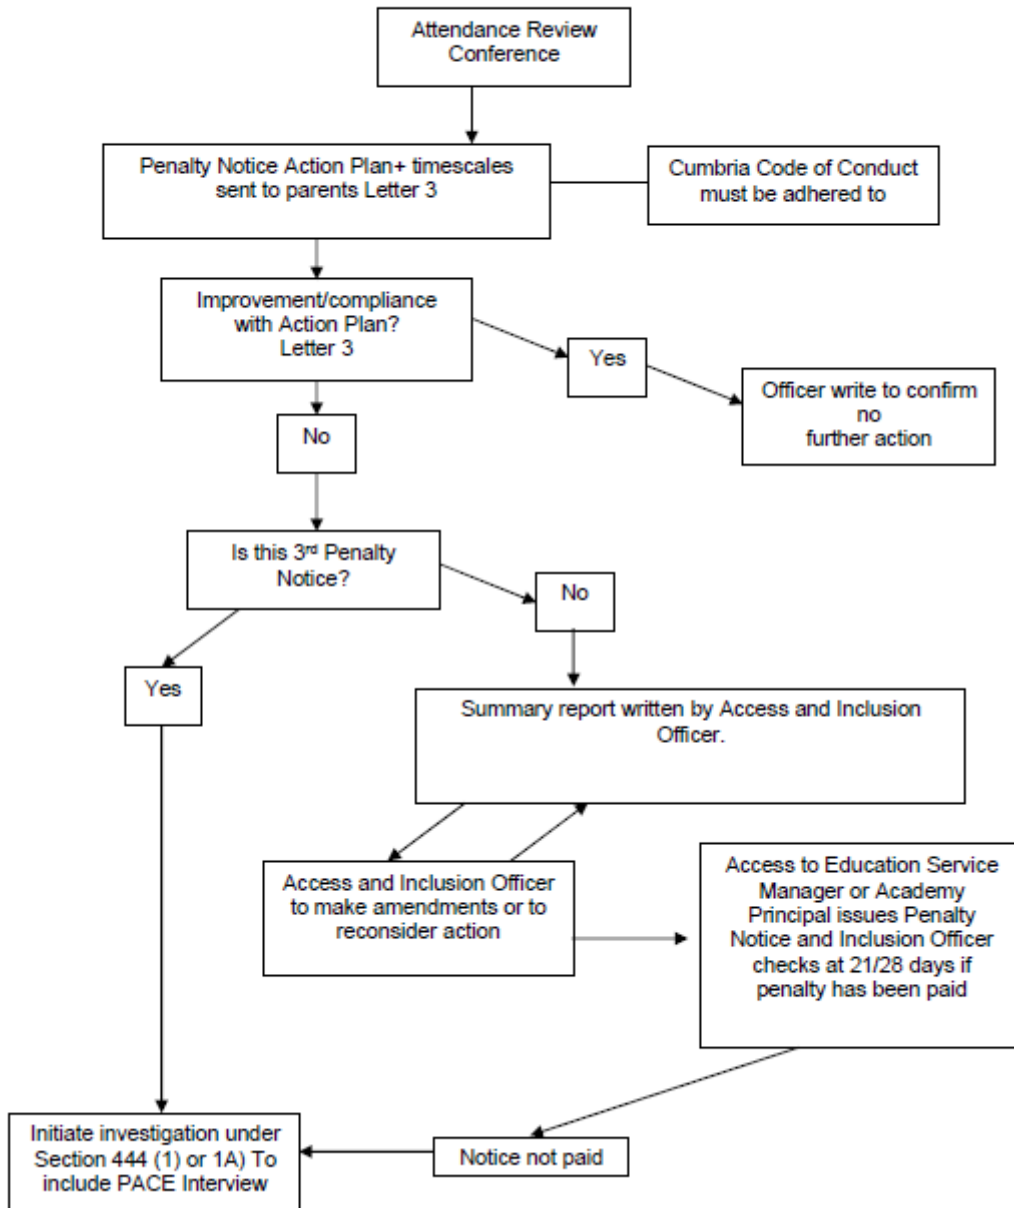 Attendance Review
Conference
Penalty Notice Action Plan+ timescales
sent to parents Letter 3
Cumbria Code of Conduct
must be adhered to
Improvement/compliance
with Action Plan?
Letter 3
Yes
Officer write to confirm
no
further action
No
Is this 3rd Penalty
Notice?
No
Yes
Summary report written by Access and Inclusion
Officer.
Access and Inclusion Officer
to make amendments or to
reconsider action
Access to Education Service
Manager or Academy
Principal issues Penalty
Notice and Inclusion Officer
checks at 21/28 days if
penalty has been paid
Initiate investigation under
Section 444 (1) or 1A) To
include PACE Interview
Notice not paid